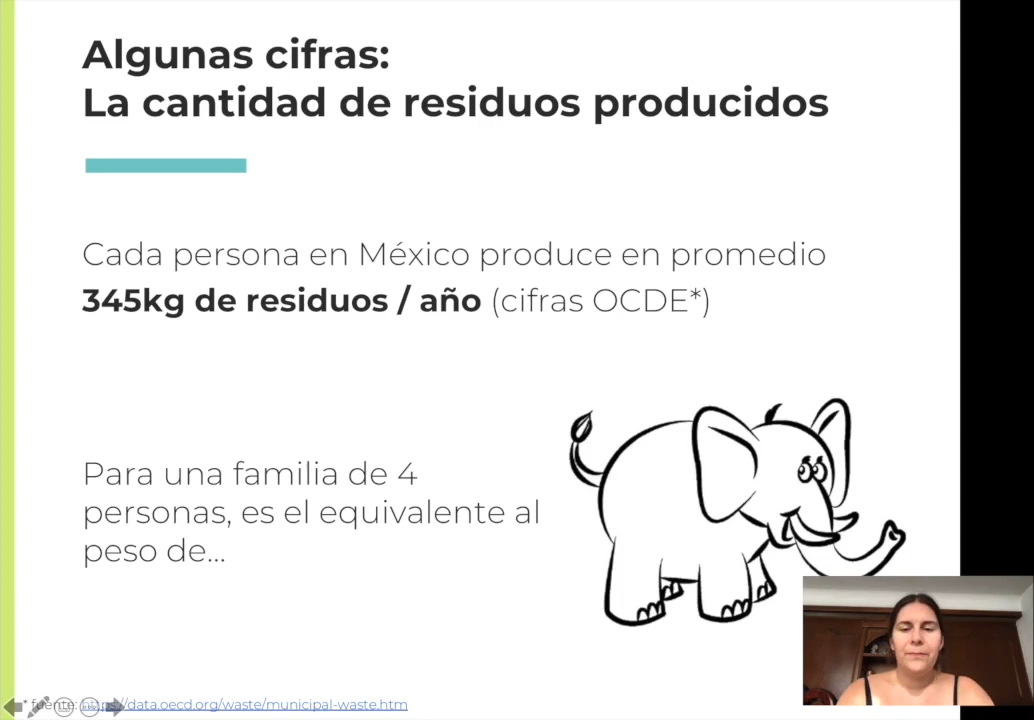 Algunas cifras:
La cantidad de residuos producidos
Cada persona en México produce en promedio
345kg de residuos / año (cifras OCDE*)
Para una familia de 4
personas, es el equivalente al
peso de...
* fuente: https://data.oecd.org/waste/municipal-waste.htm